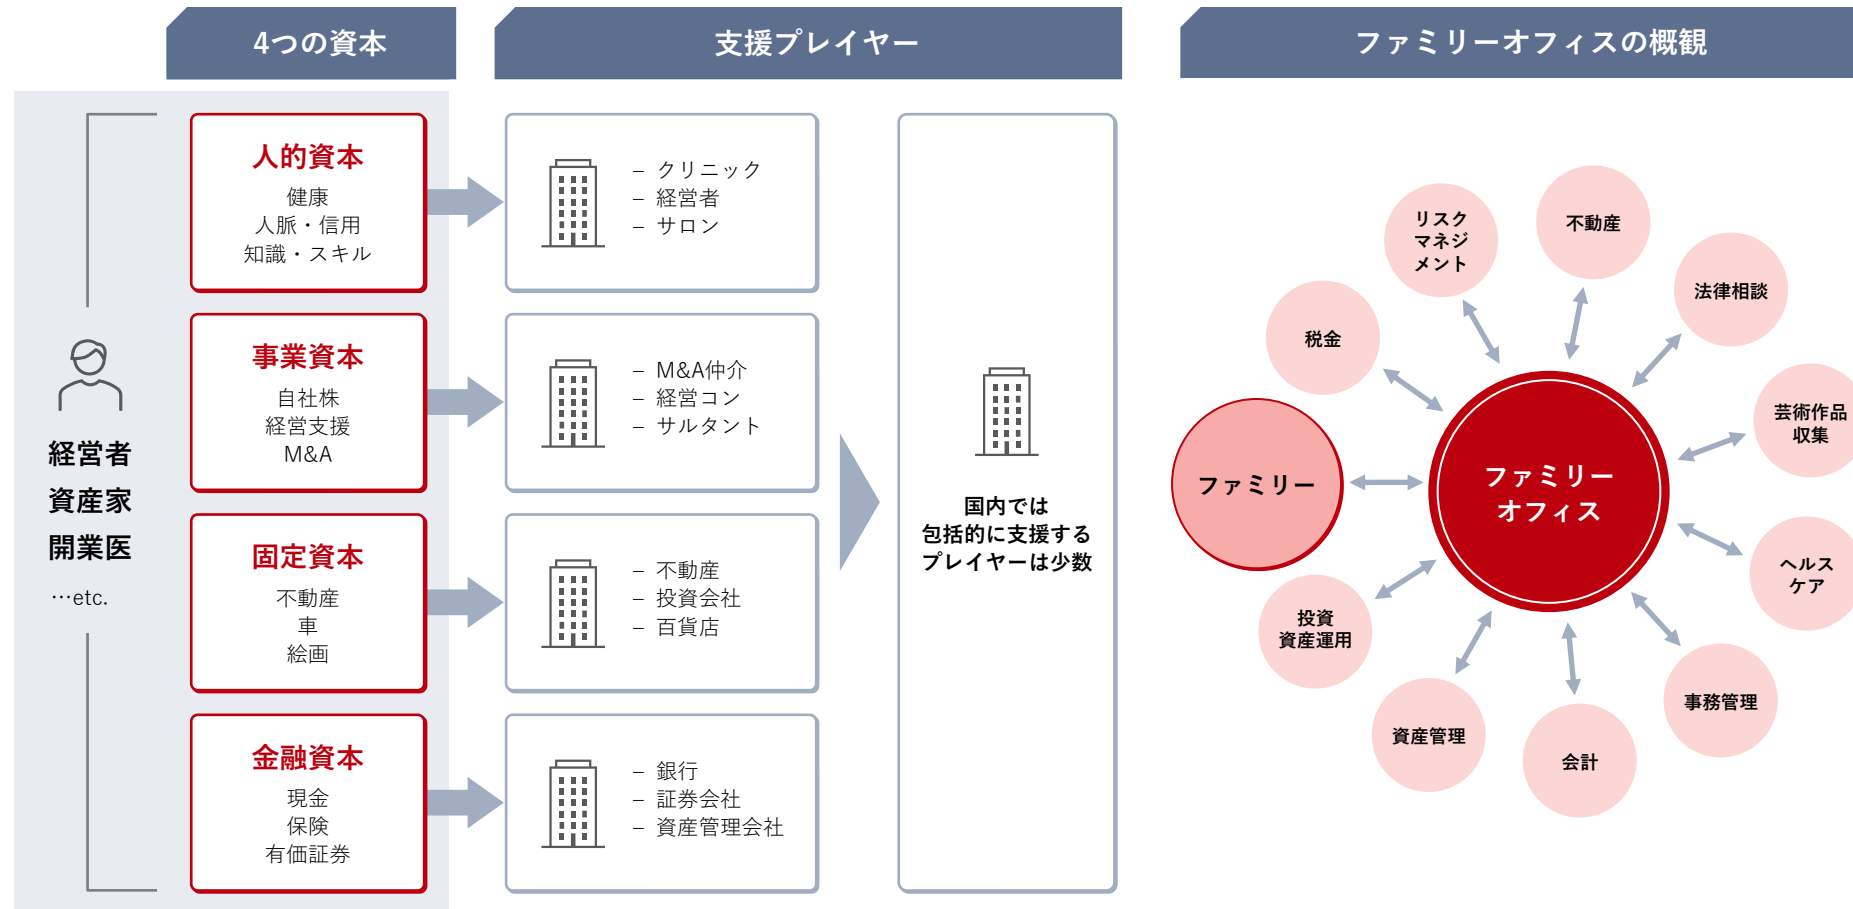 4つの資本
支援プレイヤー
ファミリーオフィスの概観
経営者
資産家
開業医
…etc.
人的資本
健康
人脈・信用
知識・スキル
事業資本
自社株
経営支援
M&A
固定資本
不動産
車
絵画
金融資本
現金
保険
有価証券
– クリニック
– 経営者
– サロン
– M&A仲介
– 経営コン
– サルタント
– 不動産
– 投資会社
– 百貨店
– 銀行
– 証券会社
– 資産管理会社
国内では
包括的に支援する
プレイヤーは少数
ファミリー
オフィス
ファミリー
税金
リスク
マネジ
メント
不動産
法律相談
芸術作品
収集
ヘルス
ケア
事務管理
会計
資産管理
投資
資産運用